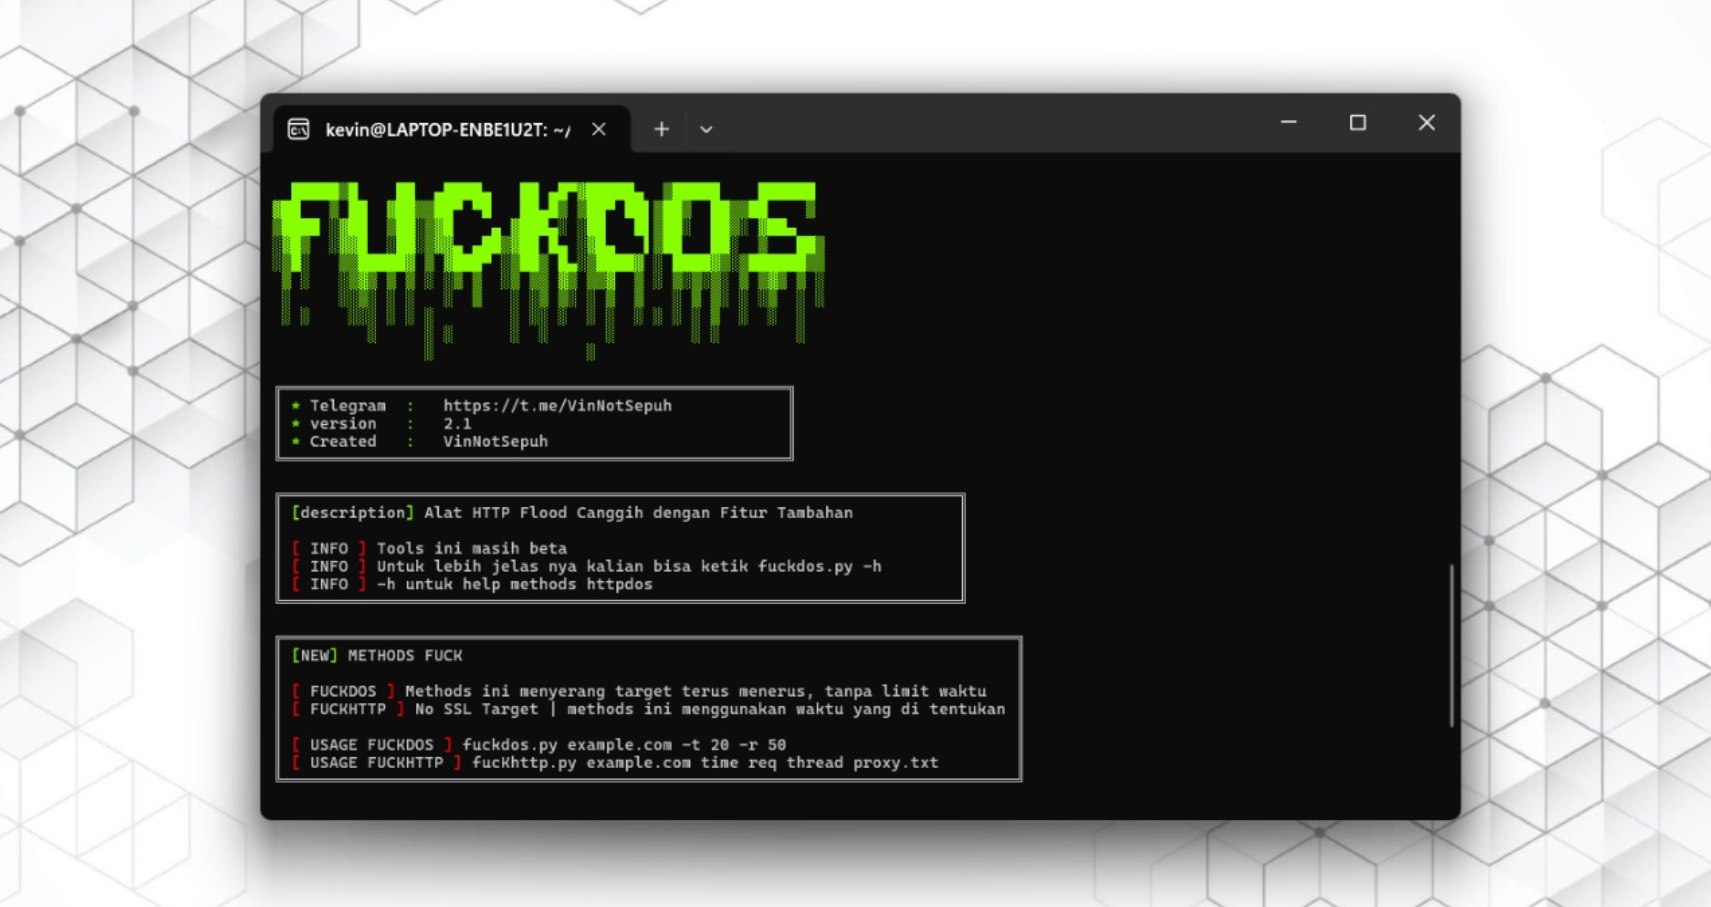 kevin@LAPTOP-ENBE1U2T: ~/
FUCKDOS
* Telegram : https://t.me/VinNotSepuh
* version : 2.1
* Created : VinNotSepuh
[description] Alat HTTP Flood Canggih dengan Fitur Tambahan
[ INFO ] Tools ini masih beta
[ INFO ] Untuk lebih jelas nya kalian bisa ketik fuckdos.py -h
[ INFO ] -h untuk help methods httpdos
[NEW] METHODS FUCK
[ FUCKDOS ] Methods ini menyerang target terus menerus, tanpa limit waktu
[ FUCKHTTP ] No SSL Target | methods ini menggunakan waktu yang di tentukan
[ USAGE FUCKDOS ] fuckdos.py example.com -t 20 -r 50
[ USAGE FUCKHTTP ] fucKhttp.py example.com time req thread proxy.txt